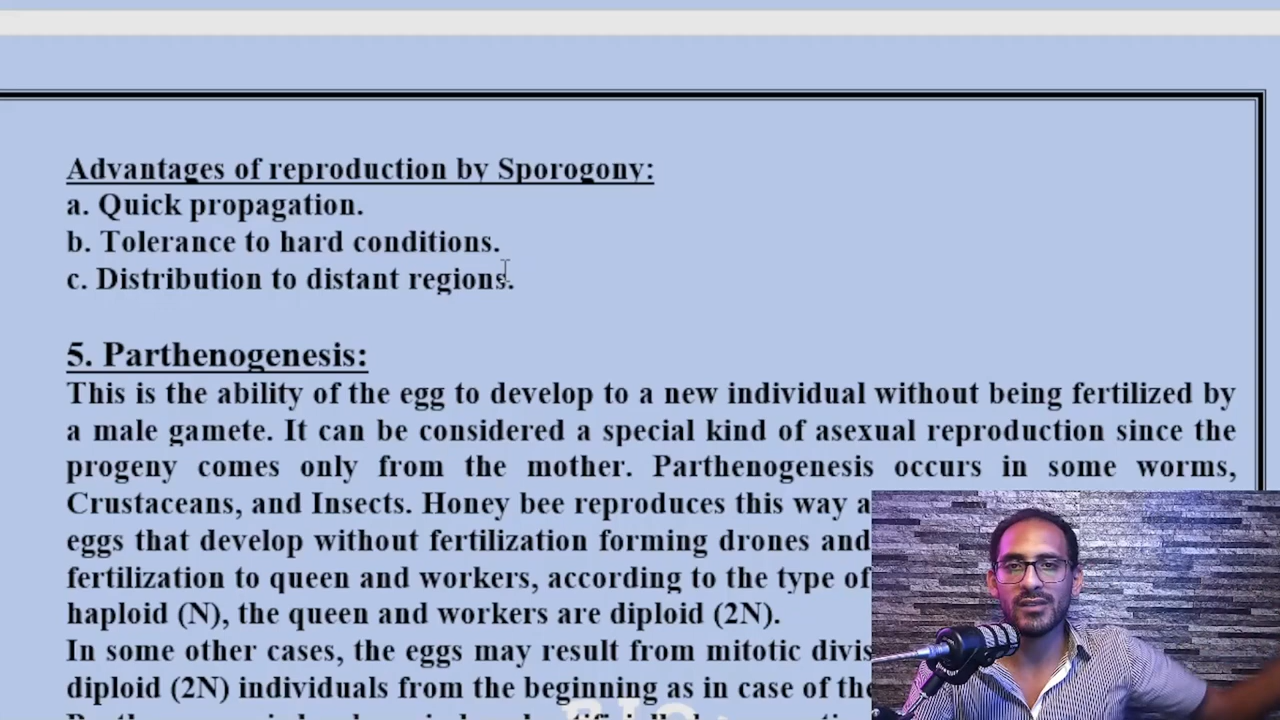 Advantages of reproduction by Sporogony:
a. Quick propagation.
b. Tolerance to hard conditions.
c. Distribution to distant regions.
5. Parthenogenesis:
This is the ability of the egg to develop to a new individual without being fertilized by
a male gamete. It can be considered a special kind of asexual reproduction since the
progeny comes only from the mother. Parthenogenesis occurs in some worms,
Crustaceans, and Insects. Honey bee reproduces this way a
eggs that develop without fertilization forming drones and
fertilization to queen and workers, according to the type of
haploid (N), the queen and workers are diploid (2N).
In some other cases, the eggs may result from mitotic divis
diploid (2N) individuals from the beginning as in case of the